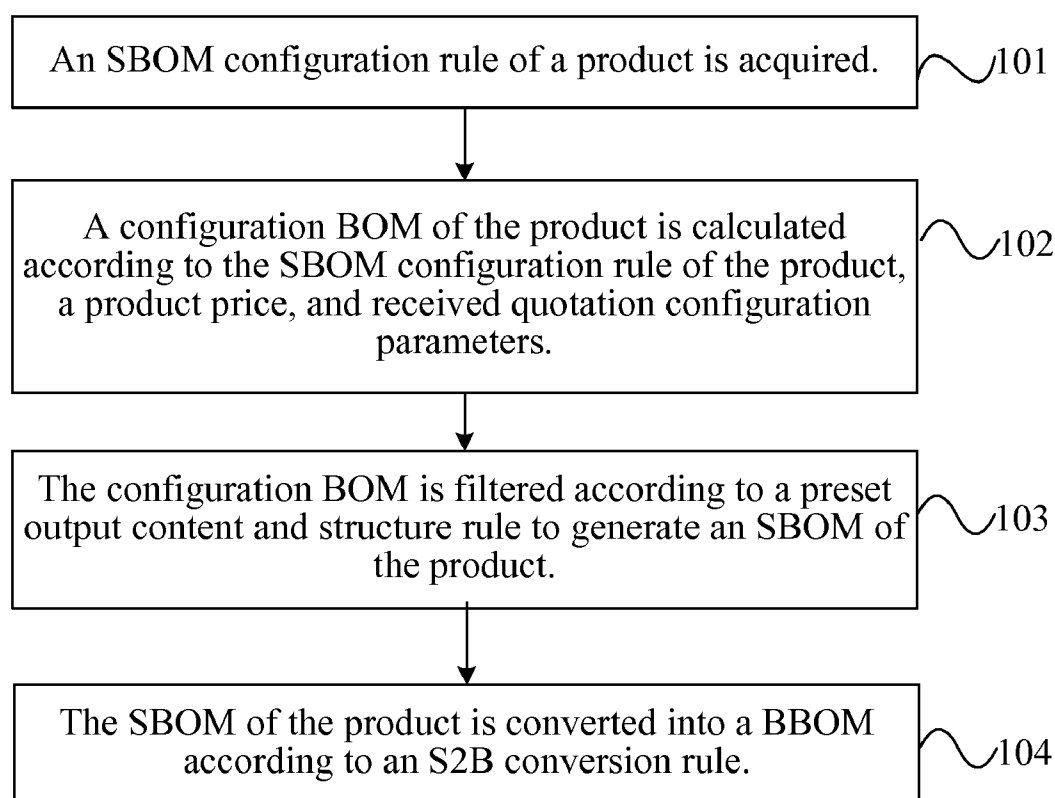 An SBOM configuration rule of a product is acquired.
101
A configuration BOM of the product is calculated
according to the SBOM configuration rule of the product,
a product price, and received quotation configuration
parameters.
102
The configuration BOM is filtered according to a preset
output content and structure rule to generate an SBOM of
the product.
103
The SBOM of the product is converted into a BBOM
according to an S2B conversion rule.
104